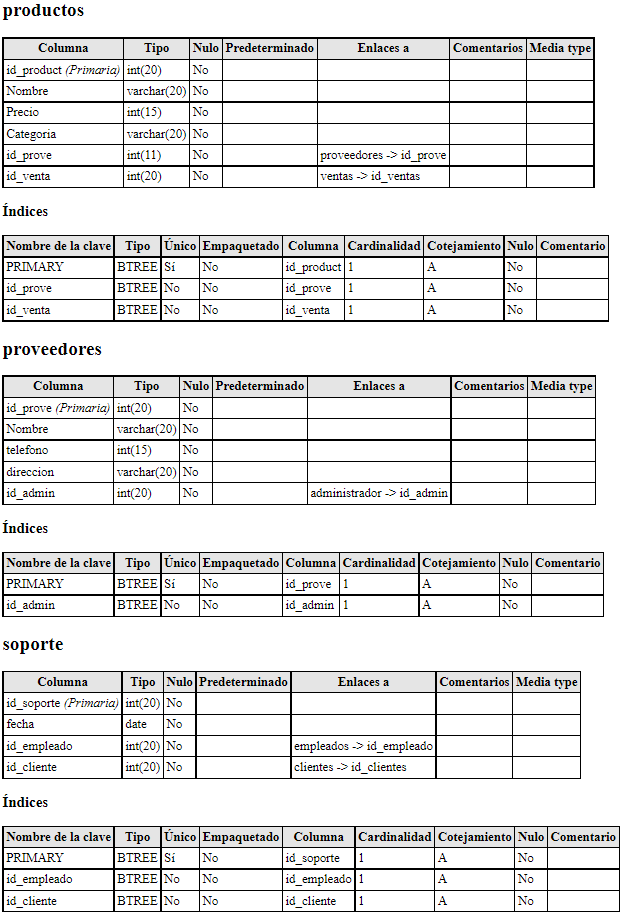 productos
Columna Tipo Nulo Predeterminado Enlaces a Comentarios Media type
id_product (Primaria) int(20) No
Nombre varchar(20) No
Precio int(15) No
Categoria varchar(20) No
id_prove int(11) No proveedores -> id_prove
id_venta int(20) No ventas -> id_ventas
Índices
Nombre de la clave Tipo Único Empaquetado Columna Cardinalidad Cotejamiento Nulo Comentario
PRIMARY BTREE Sí No id_product 1 A No
id_prove BTREE No No id_prove 1 A No
id_venta BTREE No No id_venta 1 A No
proveedores
Columna Tipo Nulo Predeterminado Enlaces a Comentarios Media type
id_prove (Primaria) int(20) No
Nombre varchar(20) No
telefono int(15) No
direccion varchar(20) No
id_admin int(20) No administrador -> id_admin
Índices
Nombre de la clave Tipo Único Empaquetado Columna Cardinalidad Cotejamiento Nulo Comentario
PRIMARY BTREE Sí No id_prove 1 A No
id_admin BTREE No No id_admin 1 A No
soporte
Columna Tipo Nulo Predeterminado Enlaces a Comentarios Media type
id_soporte (Primaria) int(20) No
fecha date No
id_empleado int(20) No empleados -> id_empleado
id_cliente int(20) No clientes -> id_clientes
Índices
Nombre de la clave Tipo Único Empaquetado Columna Cardinalidad Cotejamiento Nulo Comentario
PRIMARY BTREE Sí No id_soporte 1 A No
id_empleado BTREE No No id_empleado 1 A No
id_cliente BTREE No No id_cliente 1 A No